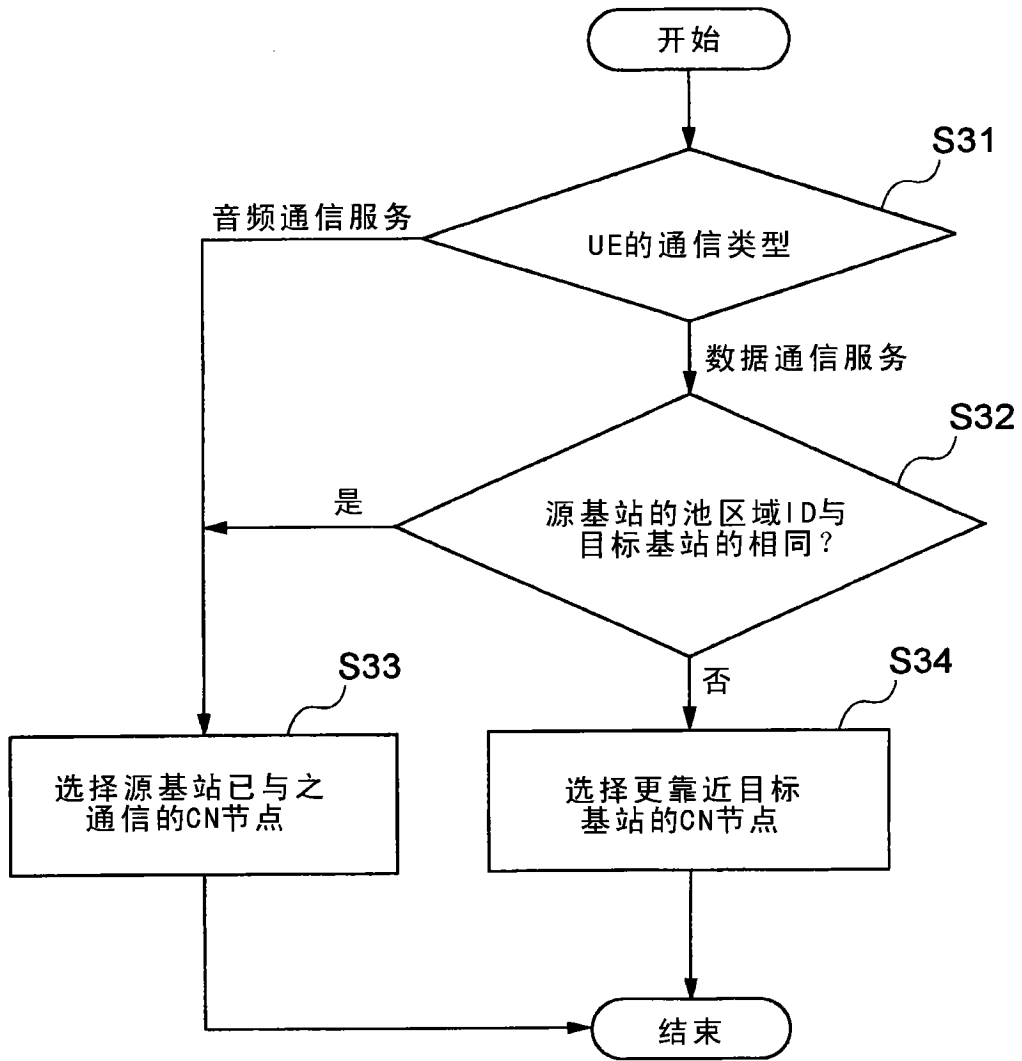 开始
S31
音频通信服务
UE的通信类型
数据通信服务
S32
是
源基站的池区域ID与
目标基站的相同?
S33
否
S34
选择源基站已与之
通信的CN节点
选择更靠近目标
基站的CN节点
结束